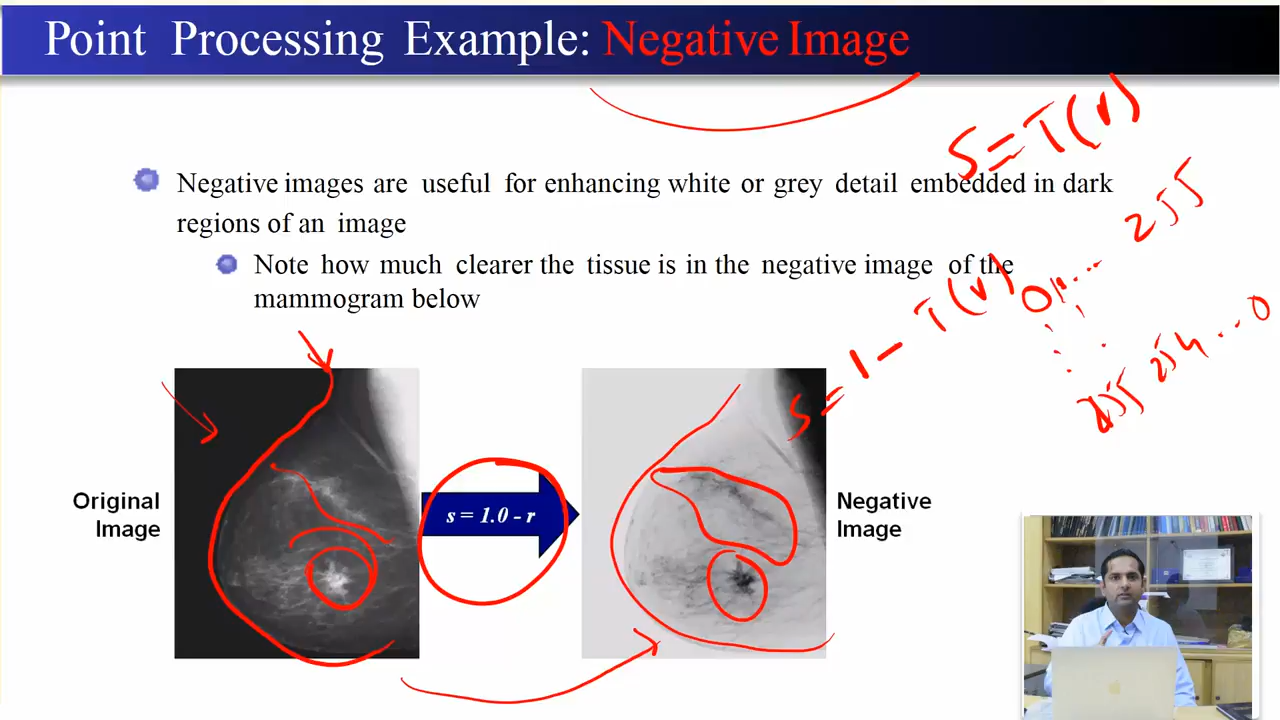 Point Processing Example: Negative Image
S = T(r)
Negative images are useful for enhancing white or grey detail embedded in dark
regions of an image
255
Note how much clearer the tissue is in the negative image of the
mammogram below
S = 1 - T(r)
255 254 ... 0
Original
Image
s = 1.0 - r
Negative
Image